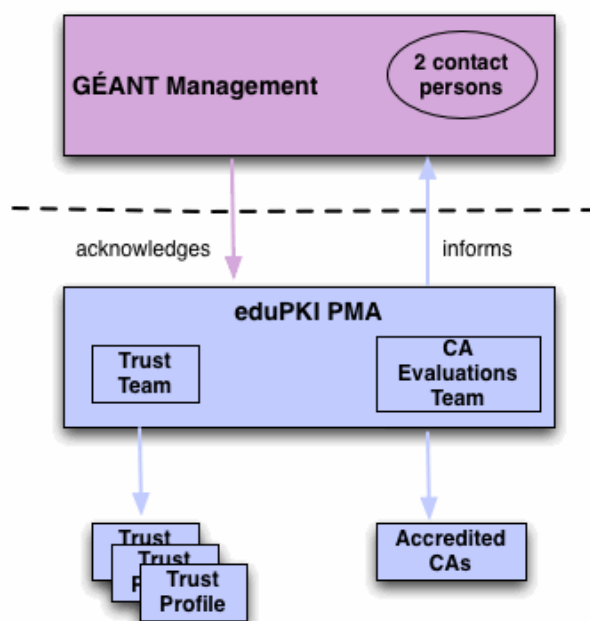 2 contact
persons
GÉANT Management
acknowledges
informs
eduPKI PMA
Trust
Team
CA
Evaluations
Team
Trust
Trust
P
Trust
Profile
Accredited
CAs